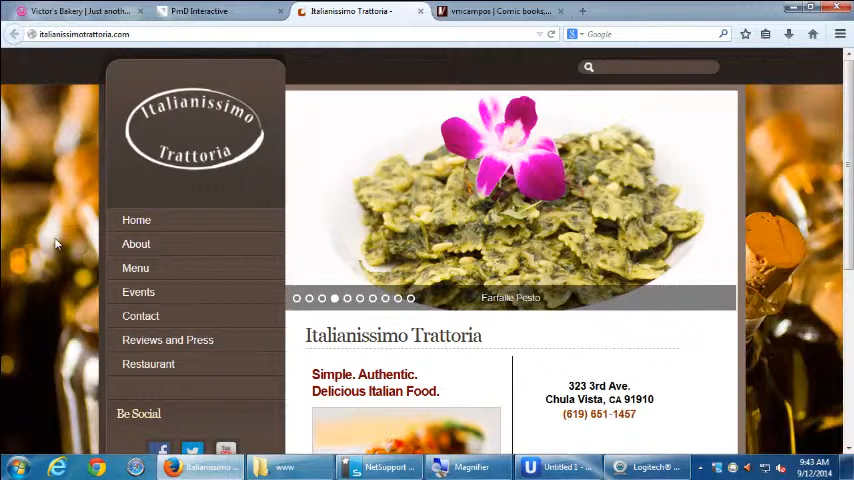 Victor's Bakery | Just anoth...
PmD Interactive
Italianissimo Trattoria -
vmcampos | Comic books,...
italianissimotrattoria.com
Google
Italianissimo
Trattoria
Home
About
Menu
Events
Contact
Reviews and Press
Restaurant
Be Social
Farfalle Pesto
Italianissimo Trattoria
Simple. Authentic.
Delicious Italian Food.
323 3rd Ave.
Chula Vista, CA 91910
(619) 651-1457
Italianissimo ...
www
NetSupport ...
Magnifier
Untitled 1 - ...
Logitech® ...
9:43 AM
9/12/2014